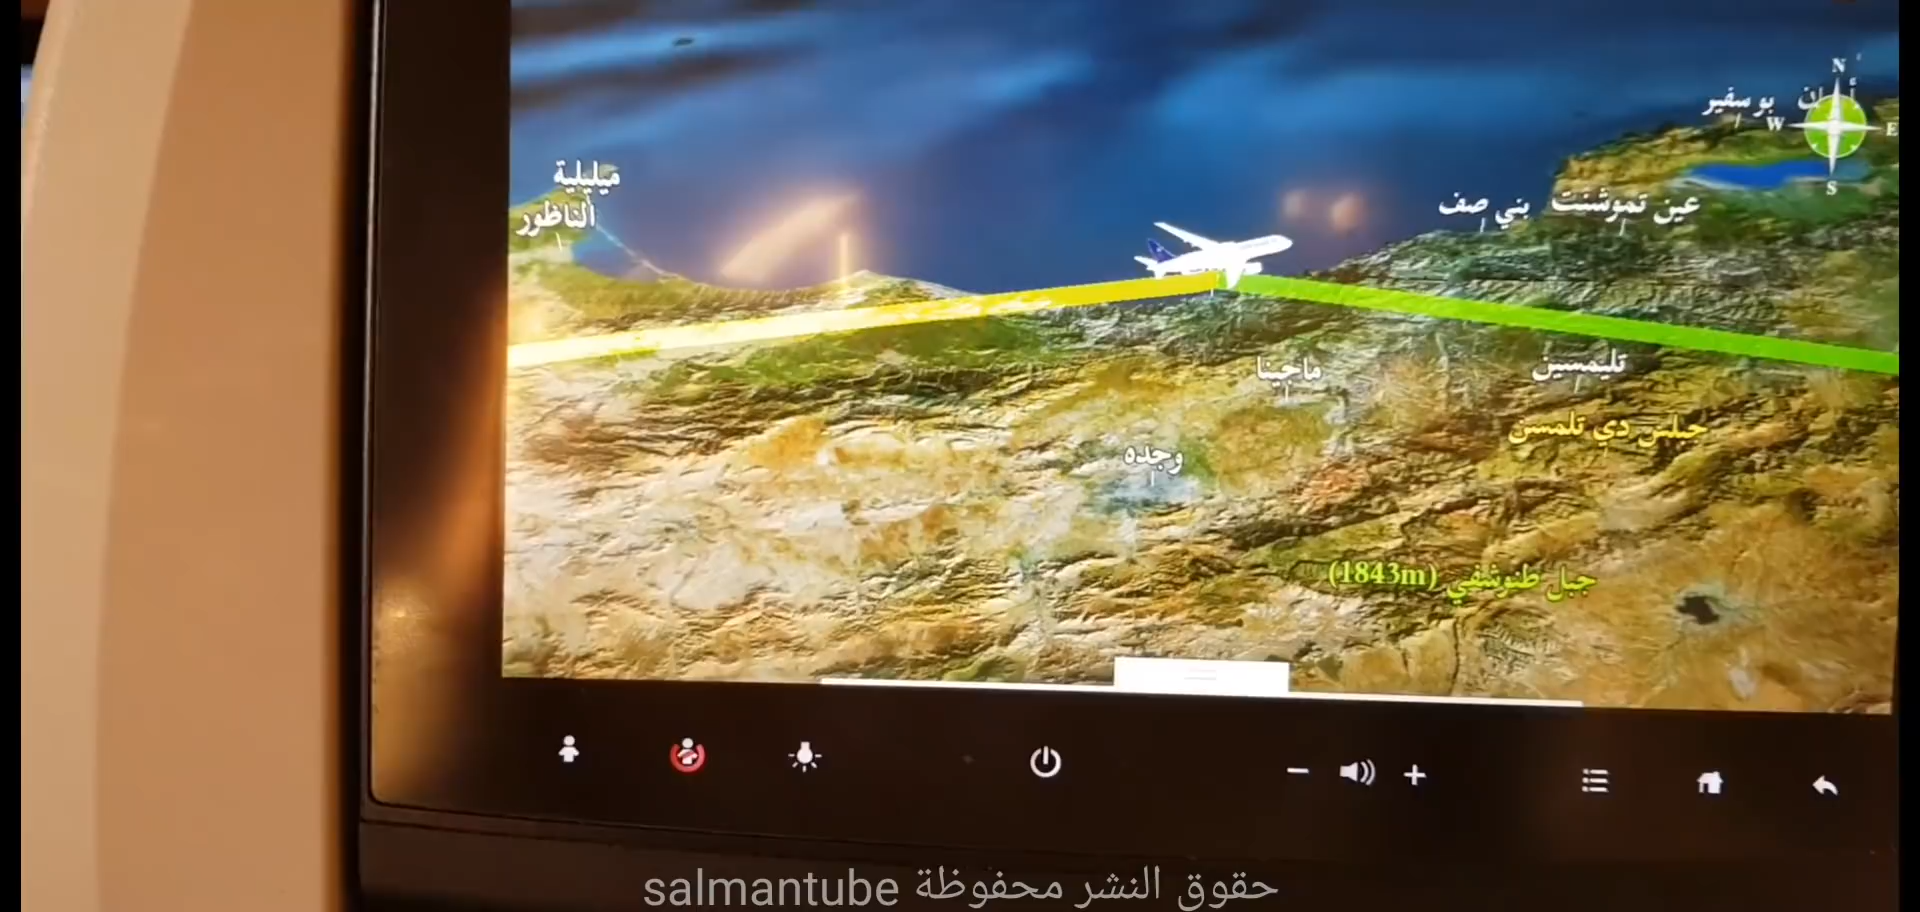 N
بو سفير
W
E
S
ميليلية
الناظور
بني صف
عين تموشنت
ماجينا
تليمسين
جبلس دي تلمسن
وجده
جبل طنوشفي (1843m)
حقوق النشر محفوظة salmantube